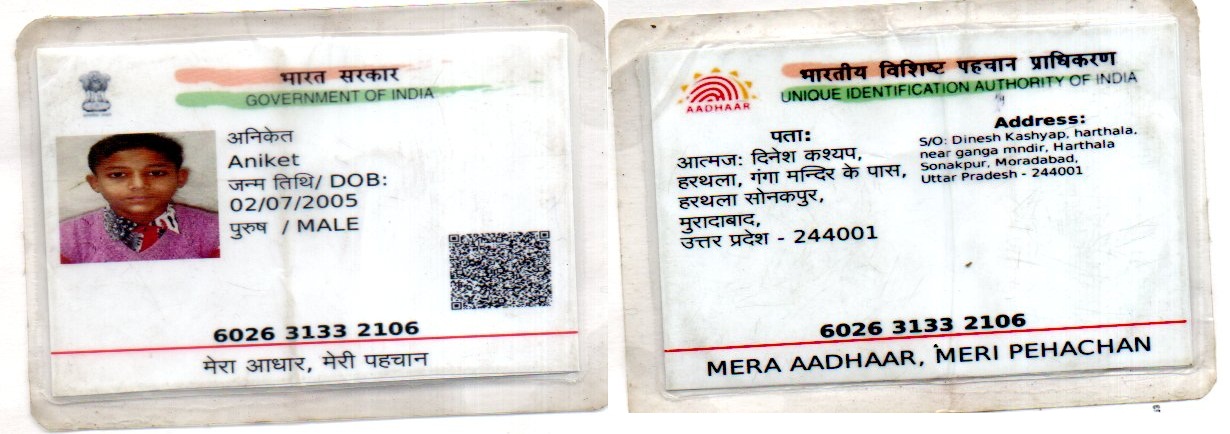 भारत सरकार
GOVERNMENT OF INDIA
अनिकेत
Aniket
जन्म तिथि/ DOB:
02/07/2005
पुरुष / MALE
6026 3133 2106
मेरा आधार, मेरी पहचान
भारतीय विशिष्ट पहचान प्राधिकरण
UNIQUE IDENTIFICATION AUTHORITY OF INDIA
AADHAAR
पता:
आत्मज: दिनेश कश्यप,
हरथला, गंगा मन्दिर के पास,
हरथला सोनकपुर,
मुरादाबाद,
उत्तर प्रदेश - 244001
Address:
S/O: Dinesh Kashyap, harthala,
near ganga mndir, Harthala
Sonakpur, Moradabad,
Uttar Pradesh - 244001
6026 3133 2106
MERA AADHAAR, MERI PEHACHAN